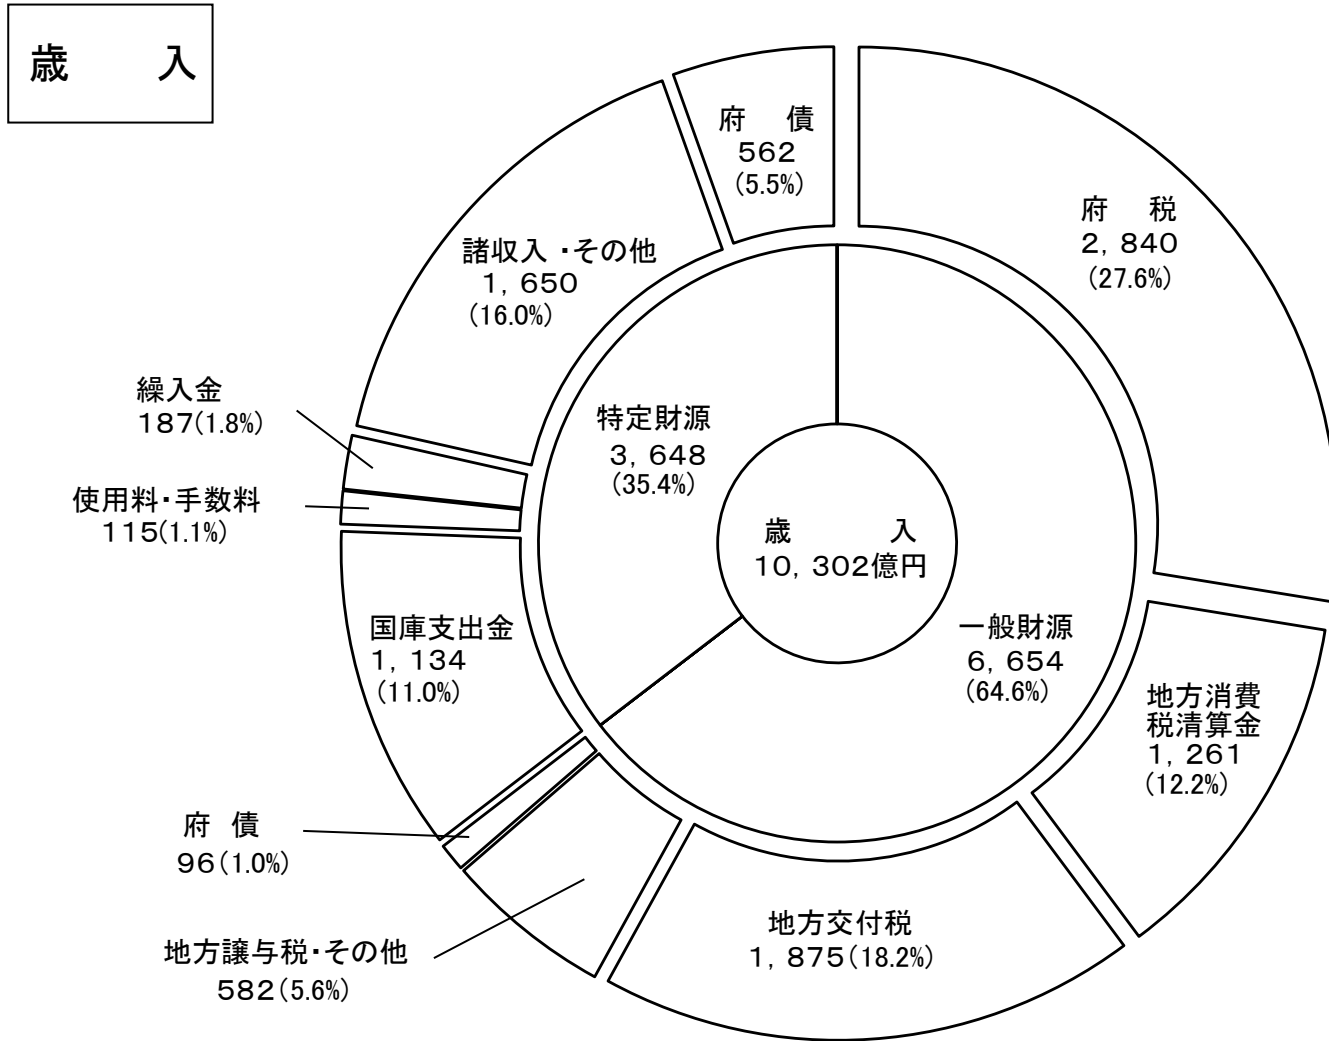 歳　入
府　債
562
(5.5%)
府　税
2,840
(27.6%)
諸収入・その他
1,650
(16.0%)
繰入金
187(1.8%)
特定財源
3,648
(35.4%)
使用料・手数料
115(1.1%)
歳　入
10,302億円
国庫支出金
1,134
(11.0%)
一般財源
6,654
(64.6%)
地方消費
税清算金
1,261
(12.2%)
府　債
96(1.0%)
地方交付税
1,875(18.2%)
地方譲与税・その他
582(5.6%)